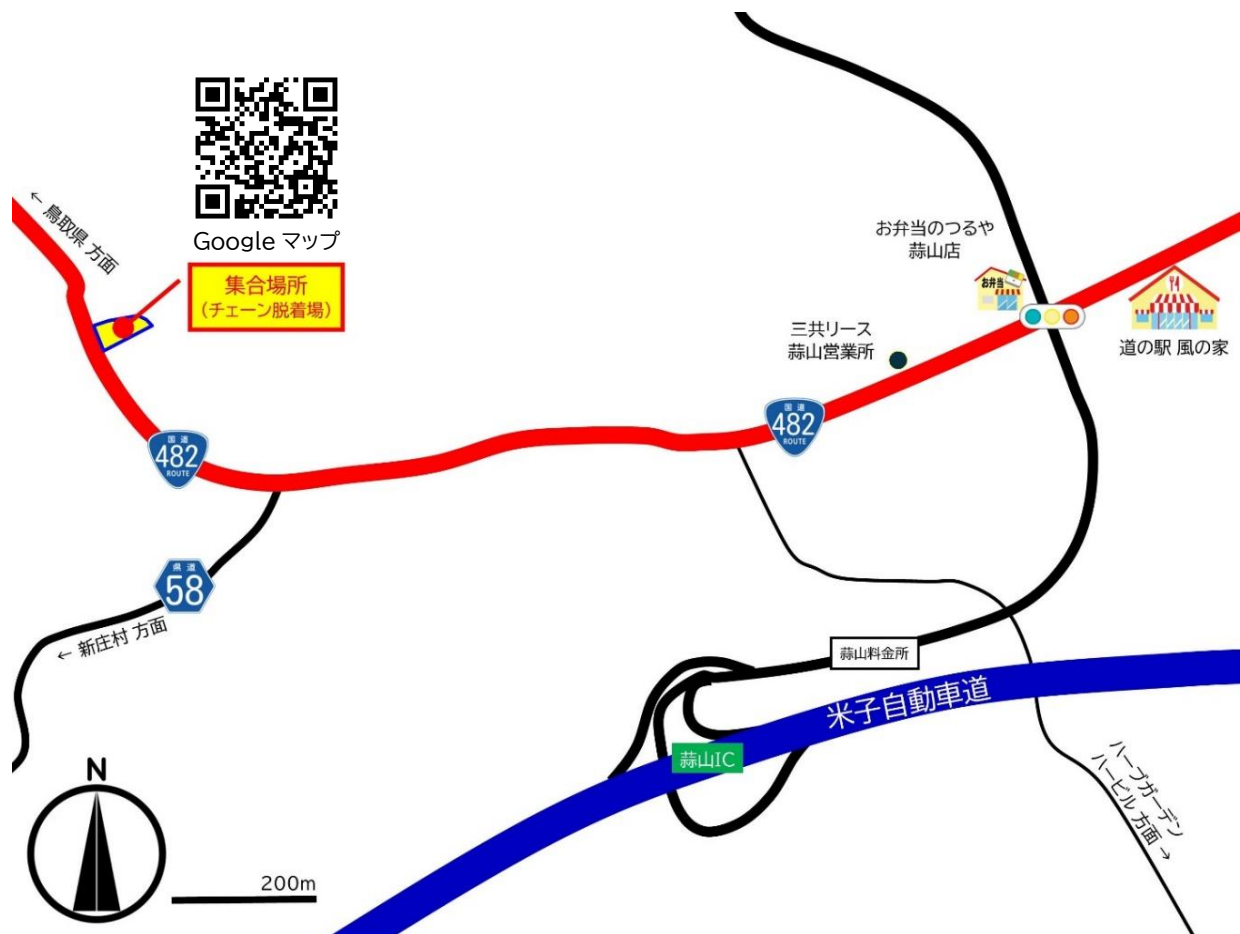 Google マップ
← 鳥取県 方面
集合場所
（チェーン脱着場）
お弁当のつるや
蒜山店
お弁当
三共リース
蒜山営業所
道の駅 風の家
国道
482
ROUTE
国道
482
ROUTE
県道
58
← 新庄村 方面
蒜山料金所
米子自動車道
蒜山IC
ハーブガーデン
ハービル 方面 →
N
200m